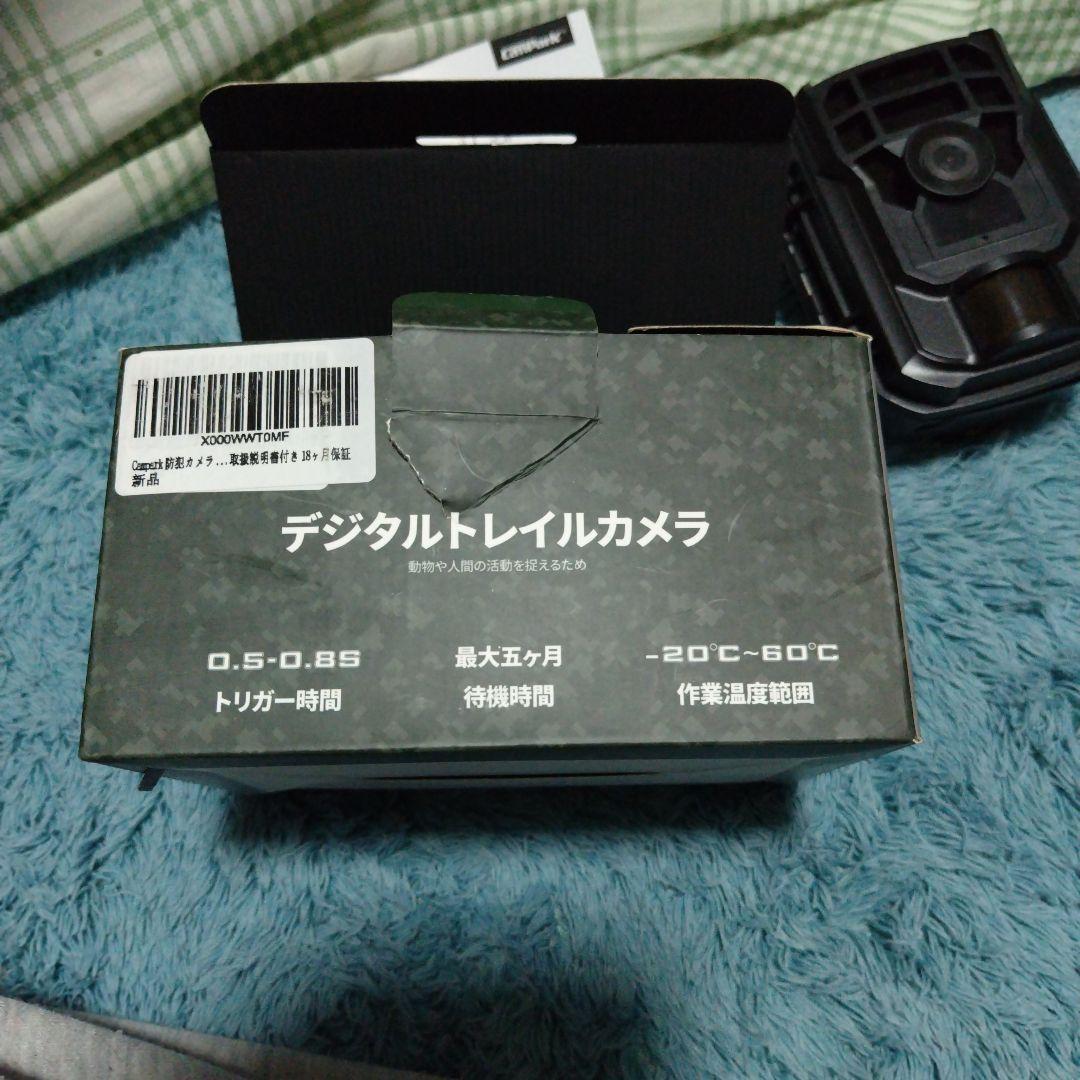 CamPark
X000WWT0MF
Campark 防犯カメラ...取扱説明書付き 18ヶ月保証
新品
デジタルトレイルカメラ
動物や人間の活動を捉えるため
0.5-0.8S
トリガー時間
最大五ヶ月
待機時間
-20℃~60℃
作業温度範囲